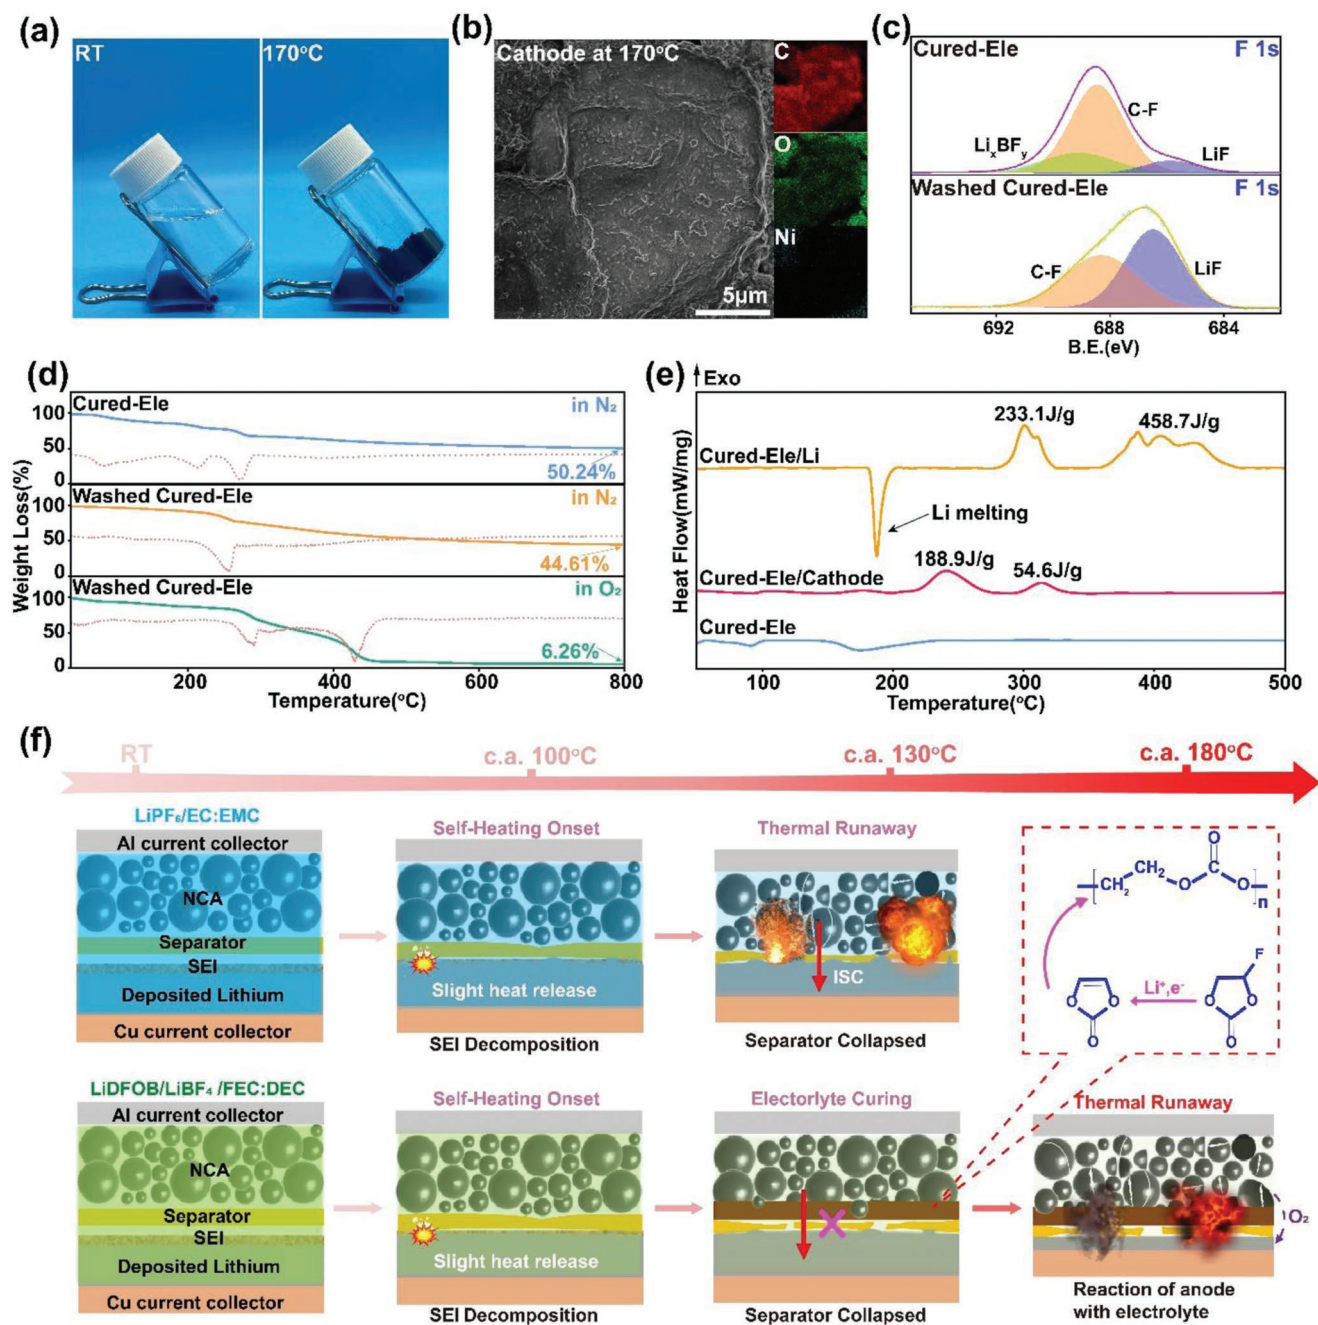 (a)
RT
170°C
(b)
Cathode at 170°C
5μm
C
O
Ni
(c)
Cured-Ele
F 1s
C-F
LiₓBFᵧ
LiF
Washed Cured-Ele
F 1s
C-F
LiF
692
688
684
B.E.(eV)
(d)
Weight Loss(%)
Cured-Ele
in N₂
100
50
0
50.24%
Washed Cured-Ele
in N₂
100
50
0
44.61%
Washed Cured-Ele
in O₂
100
50
0
6.26%
200
400
600
800
Temperature(°C)
(e)
Exo
Heat Flow(mW/mg)
233.1J/g
458.7J/g
Cured-Ele/Li
Li melting
188.9J/g
54.6J/g
Cured-Ele/Cathode
Cured-Ele
100
200
300
400
500
Temperature(°C)
(f)
RT
c.a. 100°C
c.a. 130°C
c.a. 180°C
LiPF₆/EC:EMC
Al current collector
NCA
Separator
SEI
Deposited Lithium
Cu current collector
Self-Heating Onset
Slight heat release
SEI Decomposition
Thermal Runaway
ISC
Separator Collapsed
O
CH₂
CH₂
O
C
O
n
F
Li⁺,e⁻
O
O
O
O
O
O
LiDFOB/LiBF₄ /FEC:DEC
Al current collector
NCA
Separator
SEI
Deposited Lithium
Cu current collector
Self-Heating Onset
Slight heat release
SEI Decomposition
Electorlyte Curing
Separator Collapsed
Thermal Runaway
O₂
Reaction of anode
with electrolyte